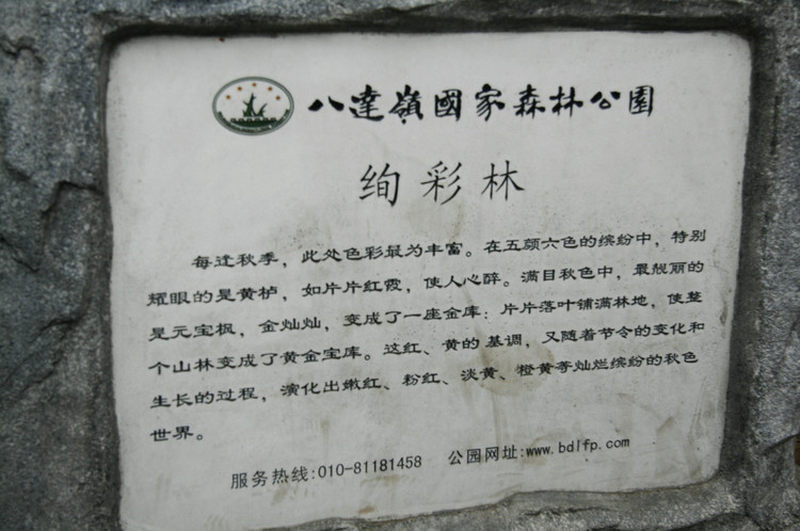 八達嶺國家森林公園
绚彩林
每逢秋季，此处色彩最为丰富。在五颜六色的缤纷中，特别
耀眼的是黄栌，如片片红霞，使人心醉。满目秋色中，最靓丽的
是元宝枫，金灿灿，变成了一座金库；片片落叶铺满林地，使整
个山林变成了黄金宝库。这红、黄的基调，又随着节令的变化和
生长的过程，演化出嫩红、粉红、淡黄、橙黄等灿烂缤纷的秋色
世界。
服务热线:010-81181458 公园网址:www.bdlfp.com